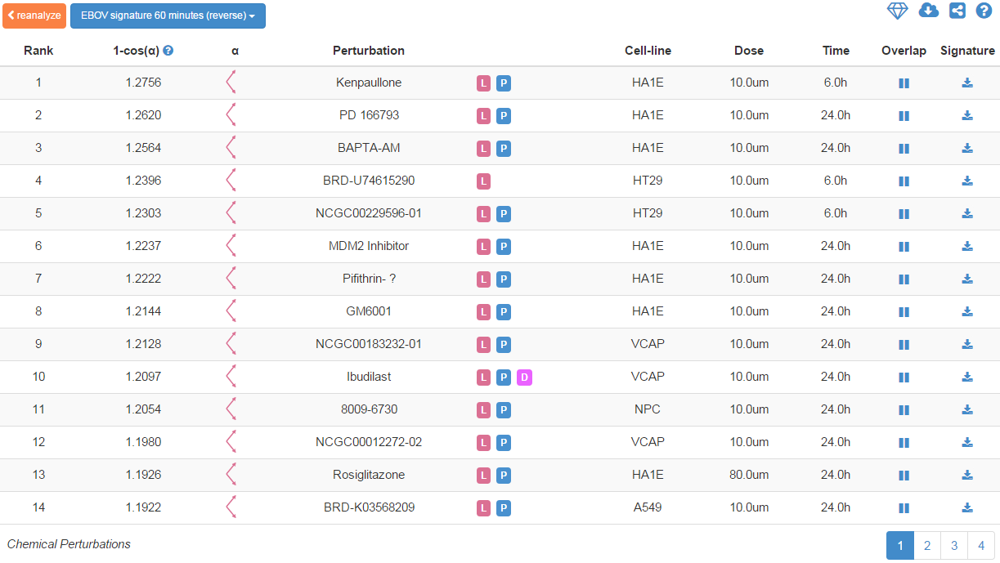 reanalyze EBOV signature 60 minutes (reverse) ?
Rank 1-cos(α) ? α Perturbation Cell-line Dose Time Overlap Signature
1 1.2756 Kenpaullone L P HA1E 10.0um 6.0h
2 1.2620 PD 166793 L P HA1E 10.0um 24.0h
3 1.2564 BAPTA-AM L P HA1E 10.0um 24.0h
4 1.2396 BRD-U74615290 L HT29 10.0um 6.0h
5 1.2303 NCGC00229596-01 L P HT29 10.0um 6.0h
6 1.2237 MDM2 Inhibitor L P HA1E 10.0um 24.0h
7 1.2222 Pifithrin- ? L P HA1E 10.0um 24.0h
8 1.2144 GM6001 L P HA1E 10.0um 24.0h
9 1.2128 NCGC00183232-01 L P VCAP 10.0um 24.0h
10 1.2097 Ibudilast L P D VCAP 10.0um 24.0h
11 1.2054 8009-6730 L P NPC 10.0um 24.0h
12 1.1980 NCGC00012272-02 L P VCAP 10.0um 24.0h
13 1.1926 Rosiglitazone L P HA1E 80.0um 24.0h
14 1.1922 BRD-K03568209 L P A549 10.0um 24.0h
Chemical Perturbations 1 2 3 4